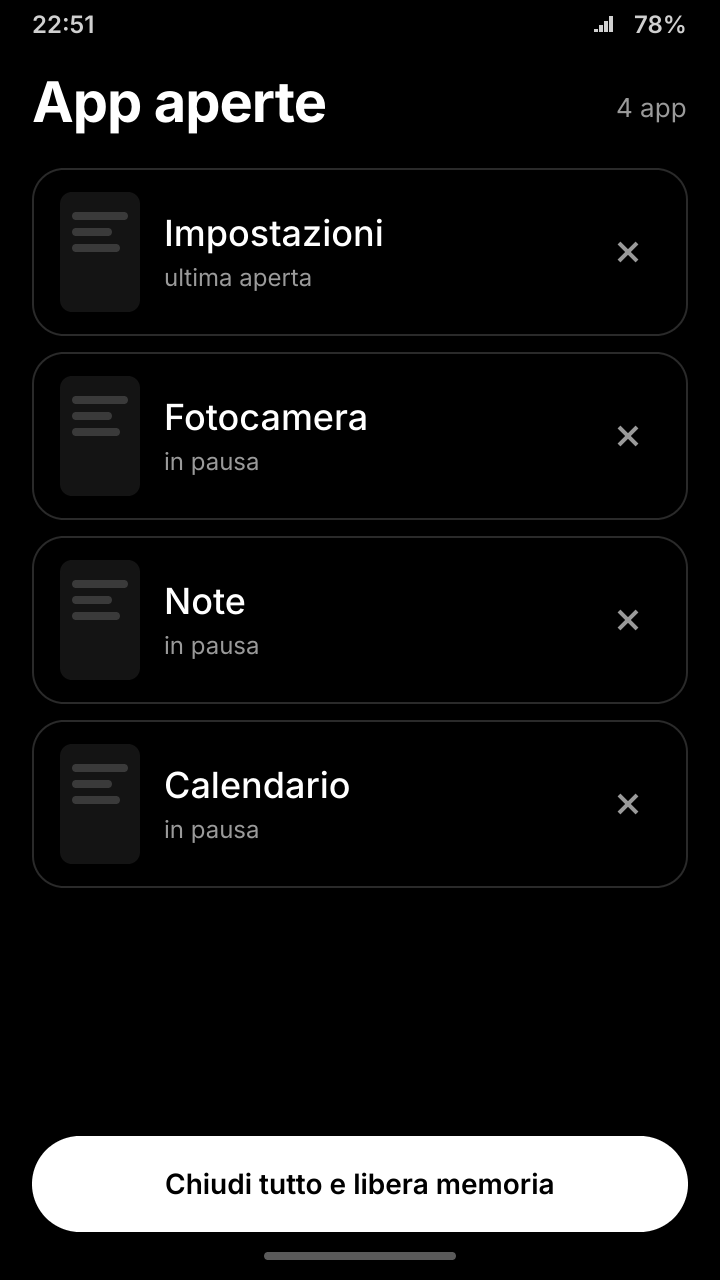 22:51 78%
App aperte 4 app
Impostazioni
ultima aperta
Fotocamera
in pausa
Note
in pausa
Calendario
in pausa
Chiudi tutto e libera memoria